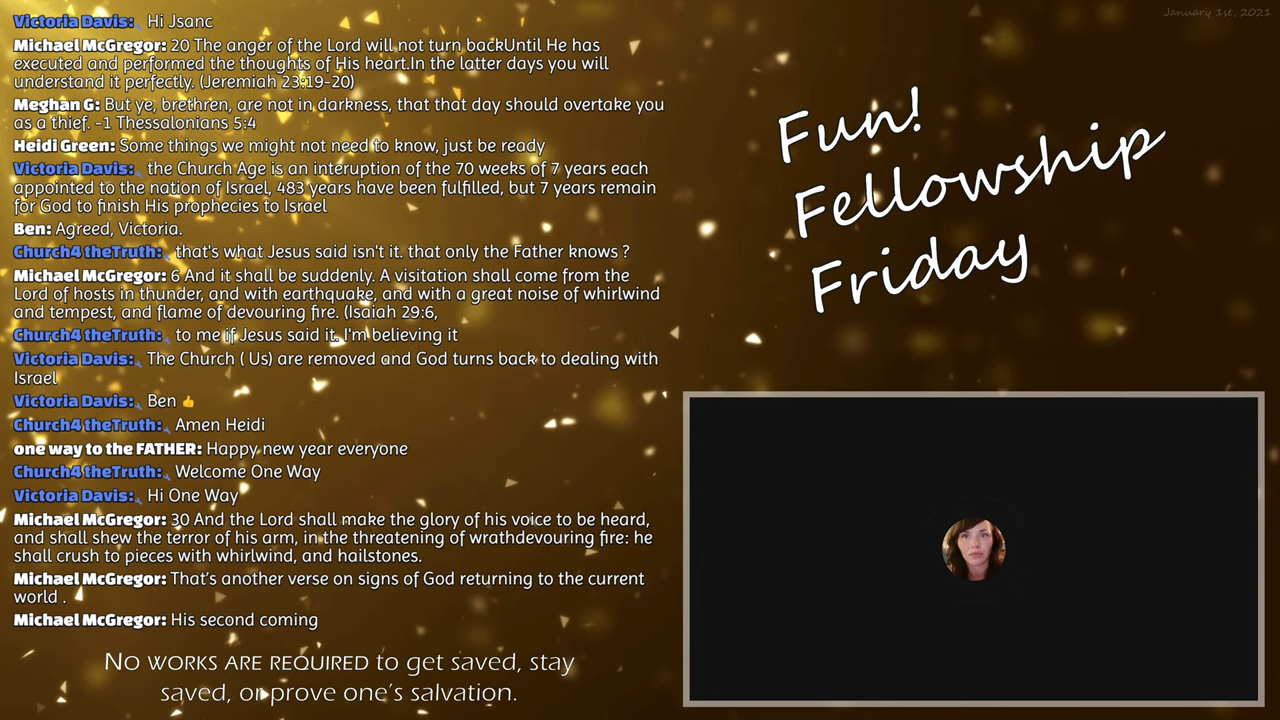 Victoria Davis: Hi Jsanc
Michael McGregor: 20 The anger of the Lord will not turn backUntil He has
executed and performed the thoughts of His heart.In the latter days you will
understand it perfectly. (Jeremiah 23:19-20)
Meghan G: But ye, brethren, are not in darkness, that that day should overtake you
as a thief. -1 Thessalonians 5:4
Heidi Green: Some things we might not need to know, just be ready
Victoria Davis: the Church Age is an interuption of the 70 weeks of 7 years each
appointed to the nation of Israel, 483 years have been fulfilled, but 7 years remain
for God to finish His prophecies to Israel
Ben: Agreed, Victoria.
Church4 theTruth: that's what Jesus said isn't it. that only the Father knows ?
Michael McGregor: 6 And it shall be suddenly. A visitation shall come from the
Lord of hosts in thunder, and with earthquake, and with a great noise of whirlwind
and tempest, and flame of devouring fire. (Isaiah 29:6,
Church4 theTruth: to me if Jesus said it. I'm believing it
Victoria Davis: The Church ( Us) are removed and God turns back to dealing with
Israel
Victoria Davis: Ben 👍
Church4 theTruth: Amen Heidi
one way to the FATHER: Happy new year everyone
Church4 theTruth: Welcome One Way
Victoria Davis: Hi One Way
Michael McGregor: 30 And the Lord shall make the glory of his voice to be heard,
and shall shew the terror of his arm, in the threatening of wrathdevouring fire: he
shall crush to pieces with whirlwind, and hailstones.
Michael McGregor: That's another verse on signs of God returning to the current
world .
Michael McGregor: His second coming
No works are required to get saved, stay
saved, or prove one's salvation.
January 1st, 2021
Fun!
Fellowship
Friday